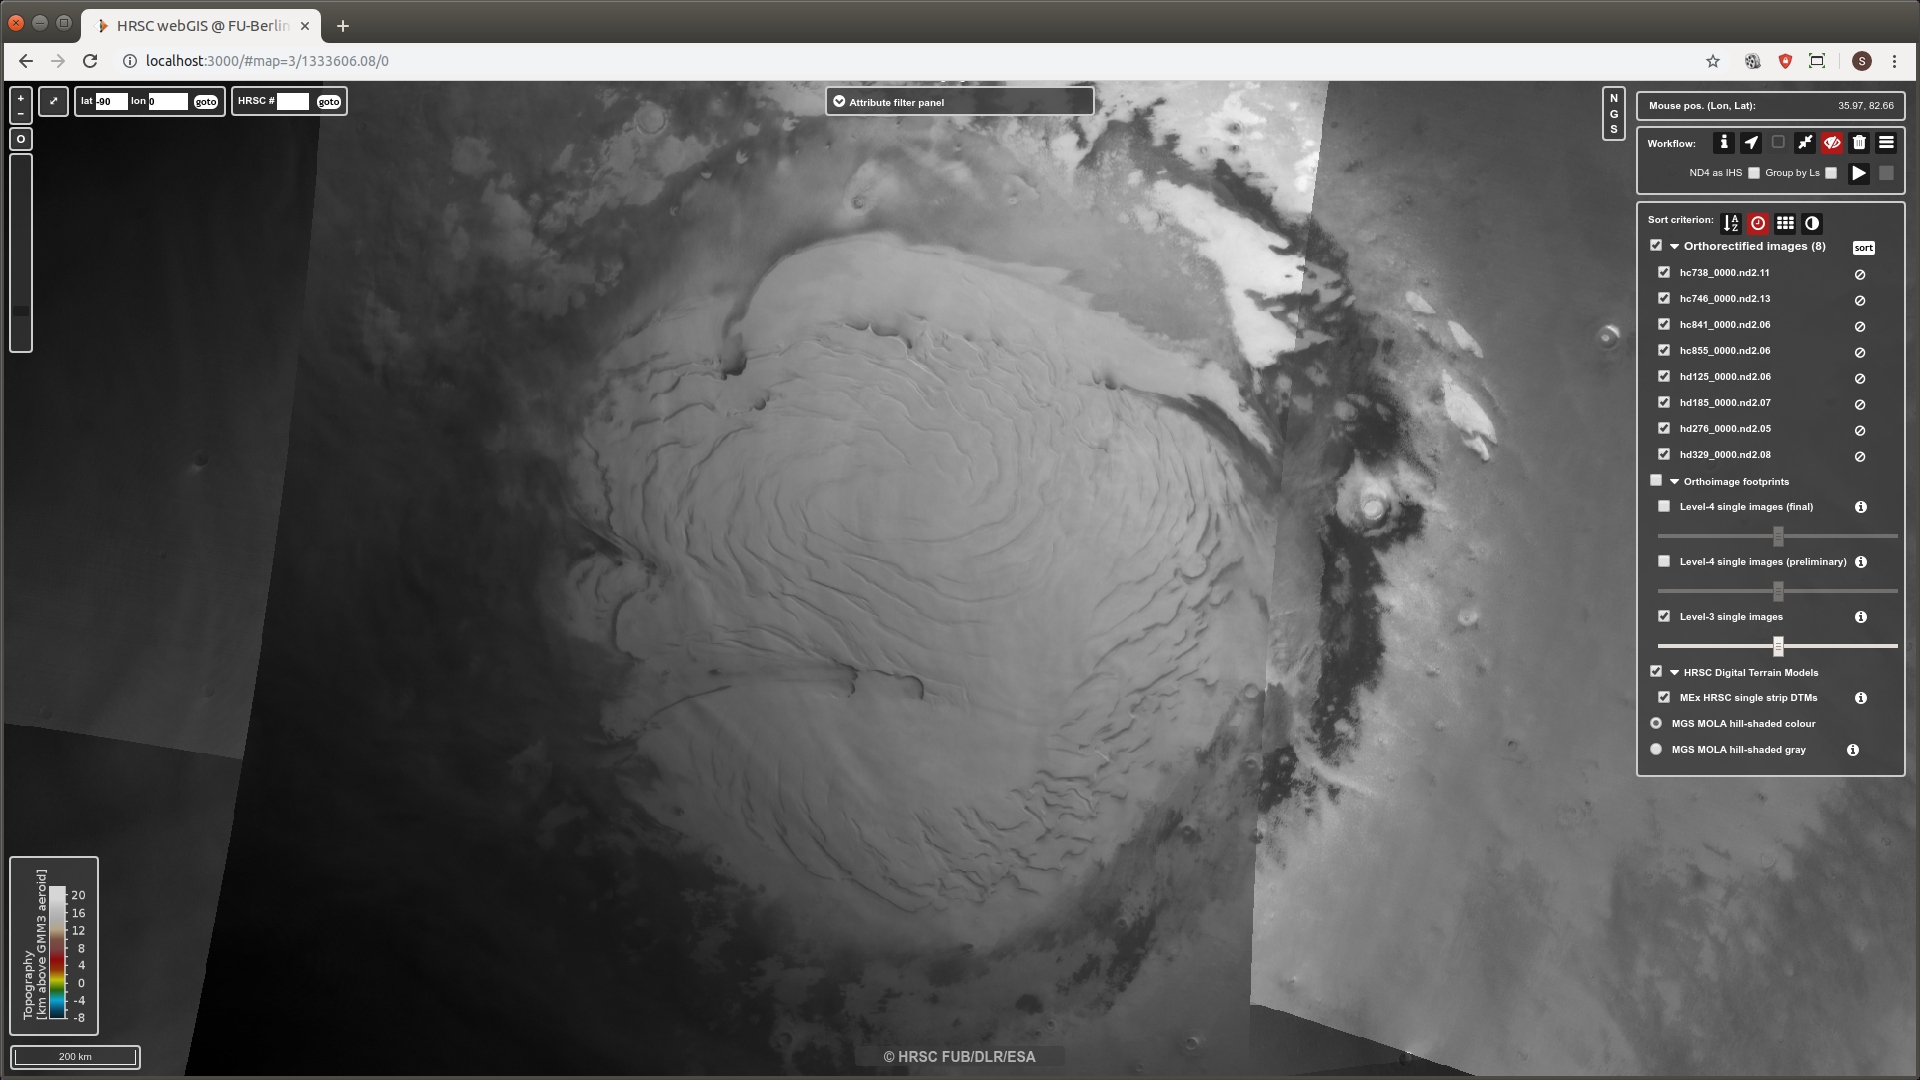 HRSC webGIS @ FU-Berlin
localhost:3000/#map=3/1333606.08/0
S
+
−
O
lat -90 lon 0 goto
HRSC # goto
Attribute filter panel
N
G
S
Mouse pos. (Lon, Lat): 35.97, 82.66
Workflow:
ND4 as IHS Group by Ls
Sort criterion:
Orthorectified images (8) sort
hc738_0000.nd2.11
hc746_0000.nd2.13
hc841_0000.nd2.06
hc855_0000.nd2.06
hd125_0000.nd2.06
hd185_0000.nd2.07
hd276_0000.nd2.05
hd329_0000.nd2.08
Orthoimage footprints
Level-4 single images (final)
Level-4 single images (preliminary)
Level-3 single images
HRSC Digital Terrain Models
MEx HRSC single strip DTMs
MGS MOLA hill-shaded colour
MGS MOLA hill-shaded gray
Topography
[km above GMM3 aeroid]
20
16
12
8
4
0
-4
-8
200 km
© HRSC FUB/DLR/ESA